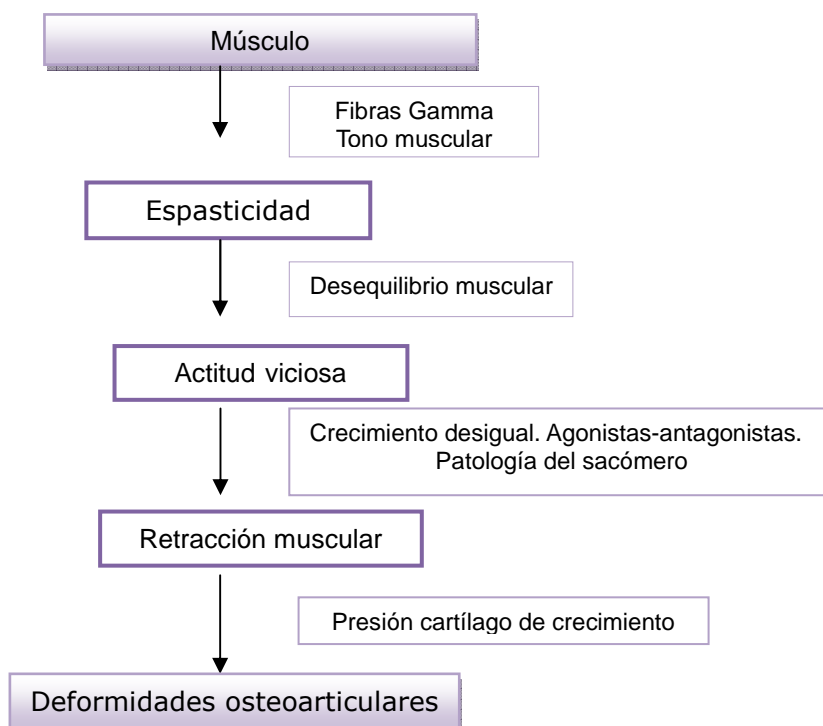 Músculo
Fibras Gamma
Tono muscular
Espasticidad
Desequilibrio muscular
Actitud viciosa
Crecimiento desigual. Agonistas-antagonistas.
Patología del sacómero
Retracción muscular
Presión cartílago de crecimiento
Deformidades osteoarticulares